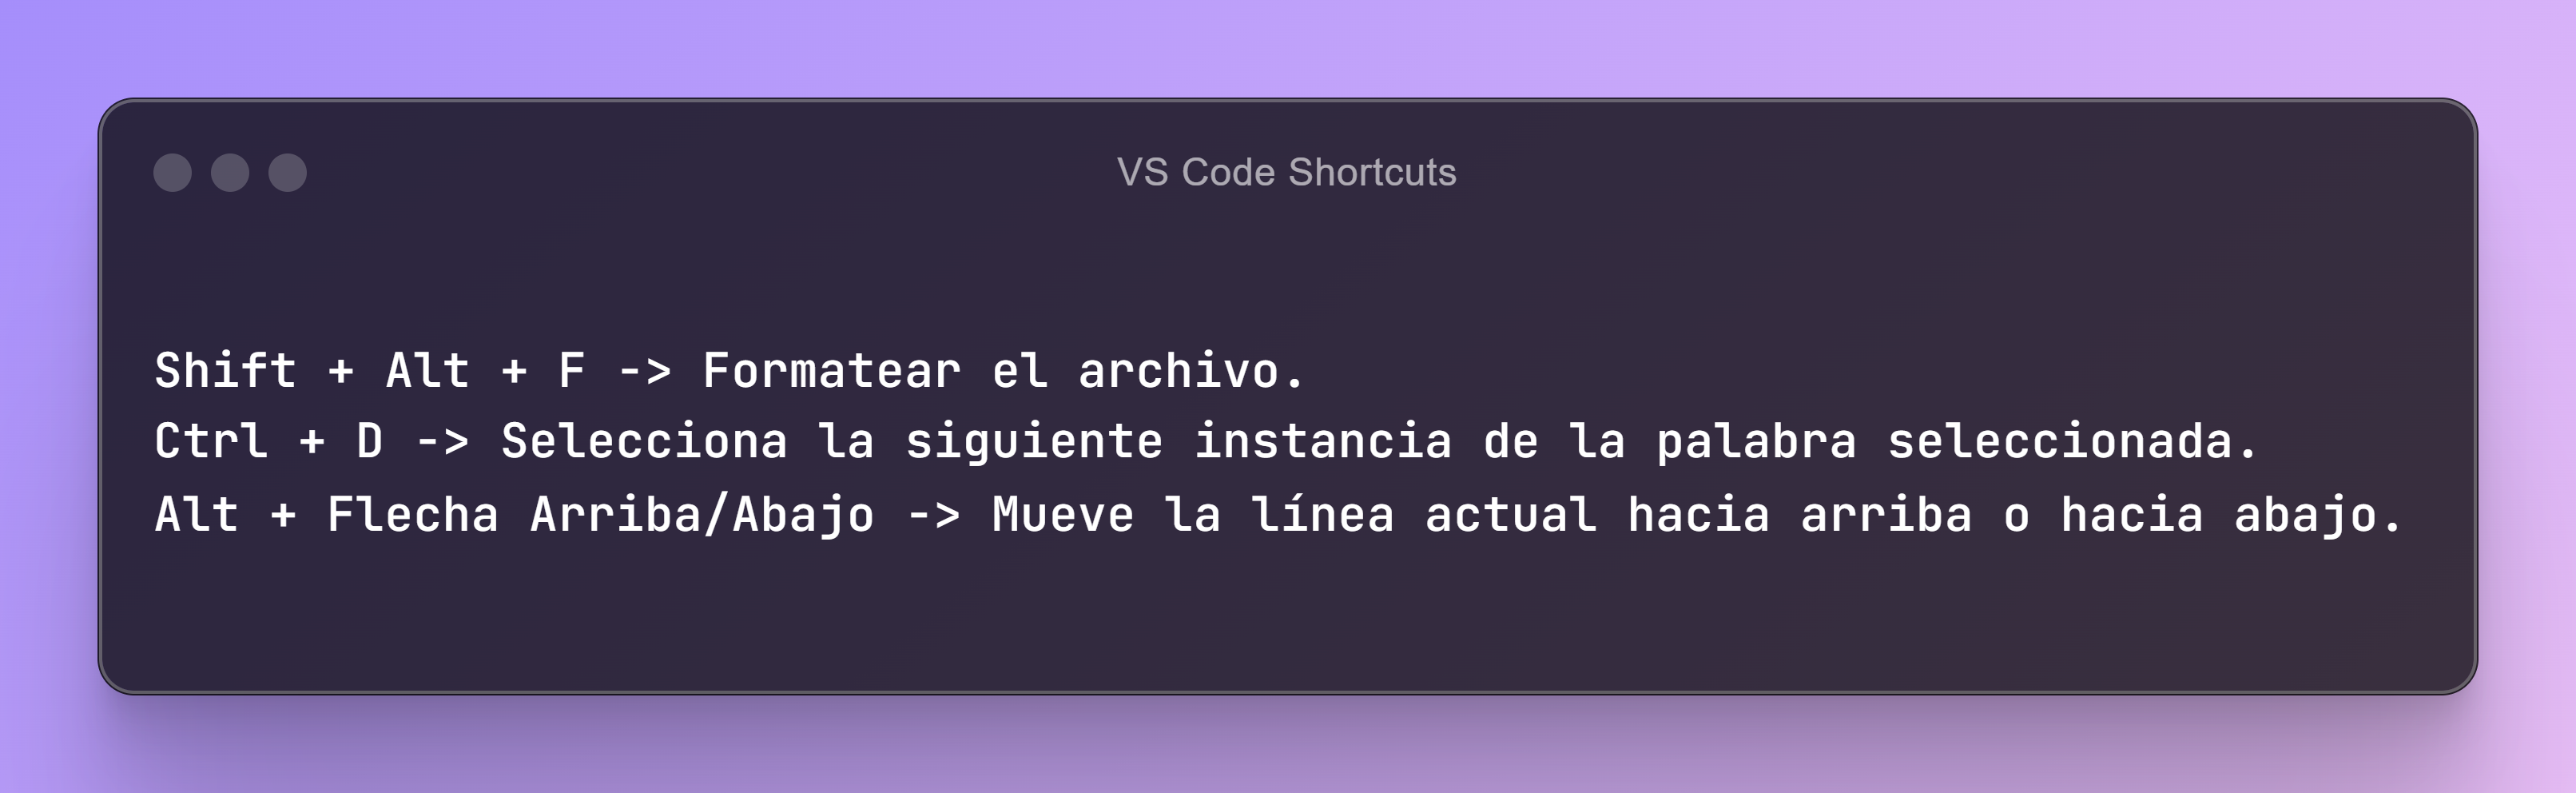 VS Code Shortcuts
Shift + Alt + F -> Formatear el archivo.
Ctrl + D -> Selecciona la siguiente instancia de la palabra seleccionada.
Alt + Flecha Arriba/Abajo -> Mueve la línea actual hacia arriba o hacia abajo.